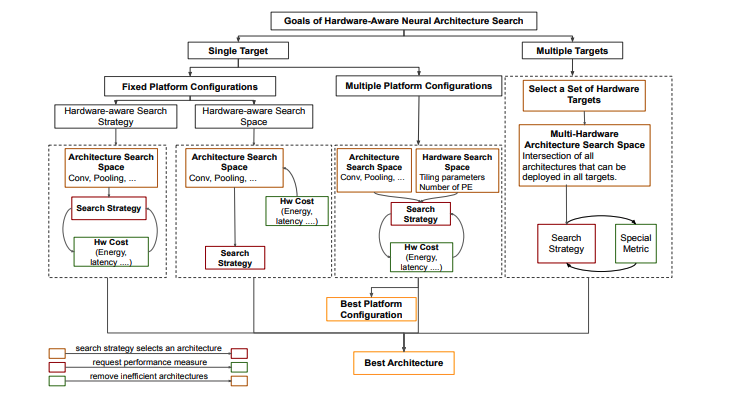 Goals of Hardware-Aware Neural Architecture Search
Single Target
Multiple Targets
Fixed Platform Configurations
Multiple Platform Configurations
Select a Set of Hardware
Targets
Hardware-aware Search
Strategy
Hardware-aware Search
Space
Architecture Search
Space
Conv, Pooling, ...
Search Strategy
Hw Cost
(Energy,
latency ....)
Architecture Search
Space
Conv, Pooling, ...
Hw Cost
(Energy,
latency ....)
Search
Strategy
Architecture
Search Space
Conv, Pooling, ...
Hardware Search
Space
Tiling parameters
Number of PE
Search
Strategy
Hw Cost
(Energy,
latency ....)
Multi-Hardware
Architecture Search Space
Intersection of all
architectures that can be
deployed in all targets.
Search
Strategy
Special
Metric
Best Platform
Configuration
Best Architecture
search strategy selects an architecture
request performance measure
remove inefficient architectures